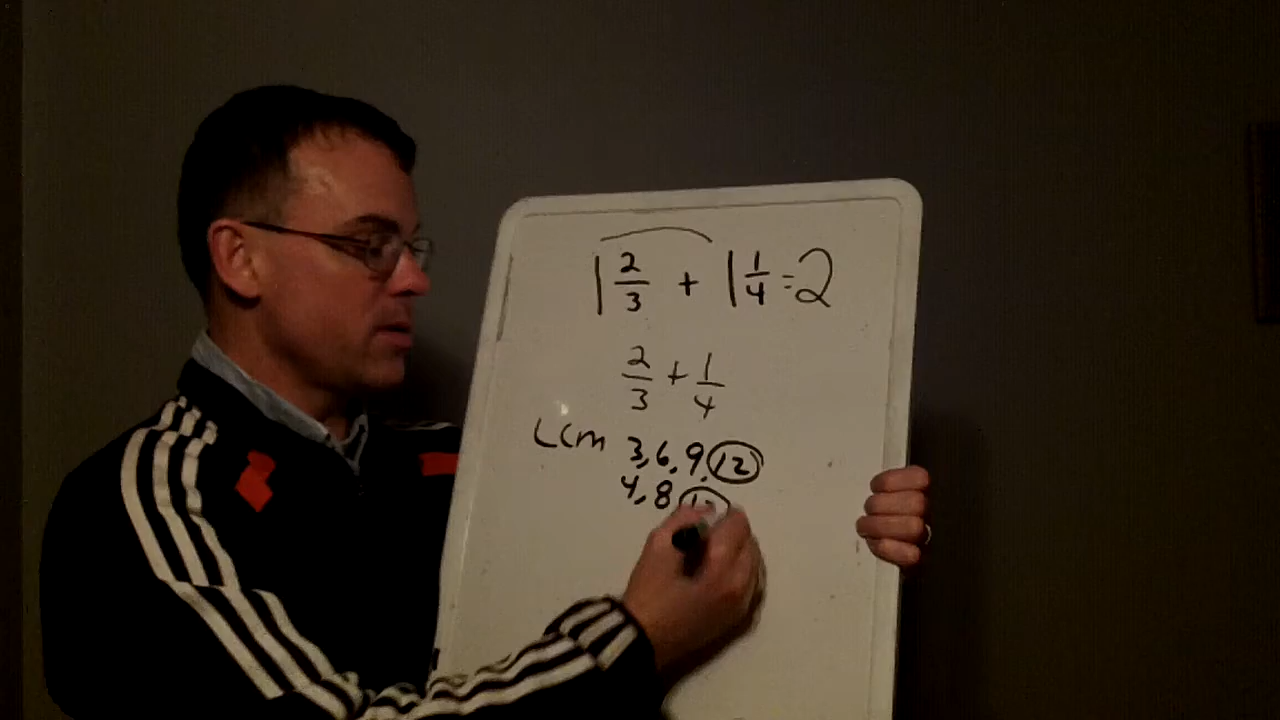 1 2/3 + 1 1/4 = 2
2/3 + 1/4
LCM 3, 6, 9, 12
4, 8